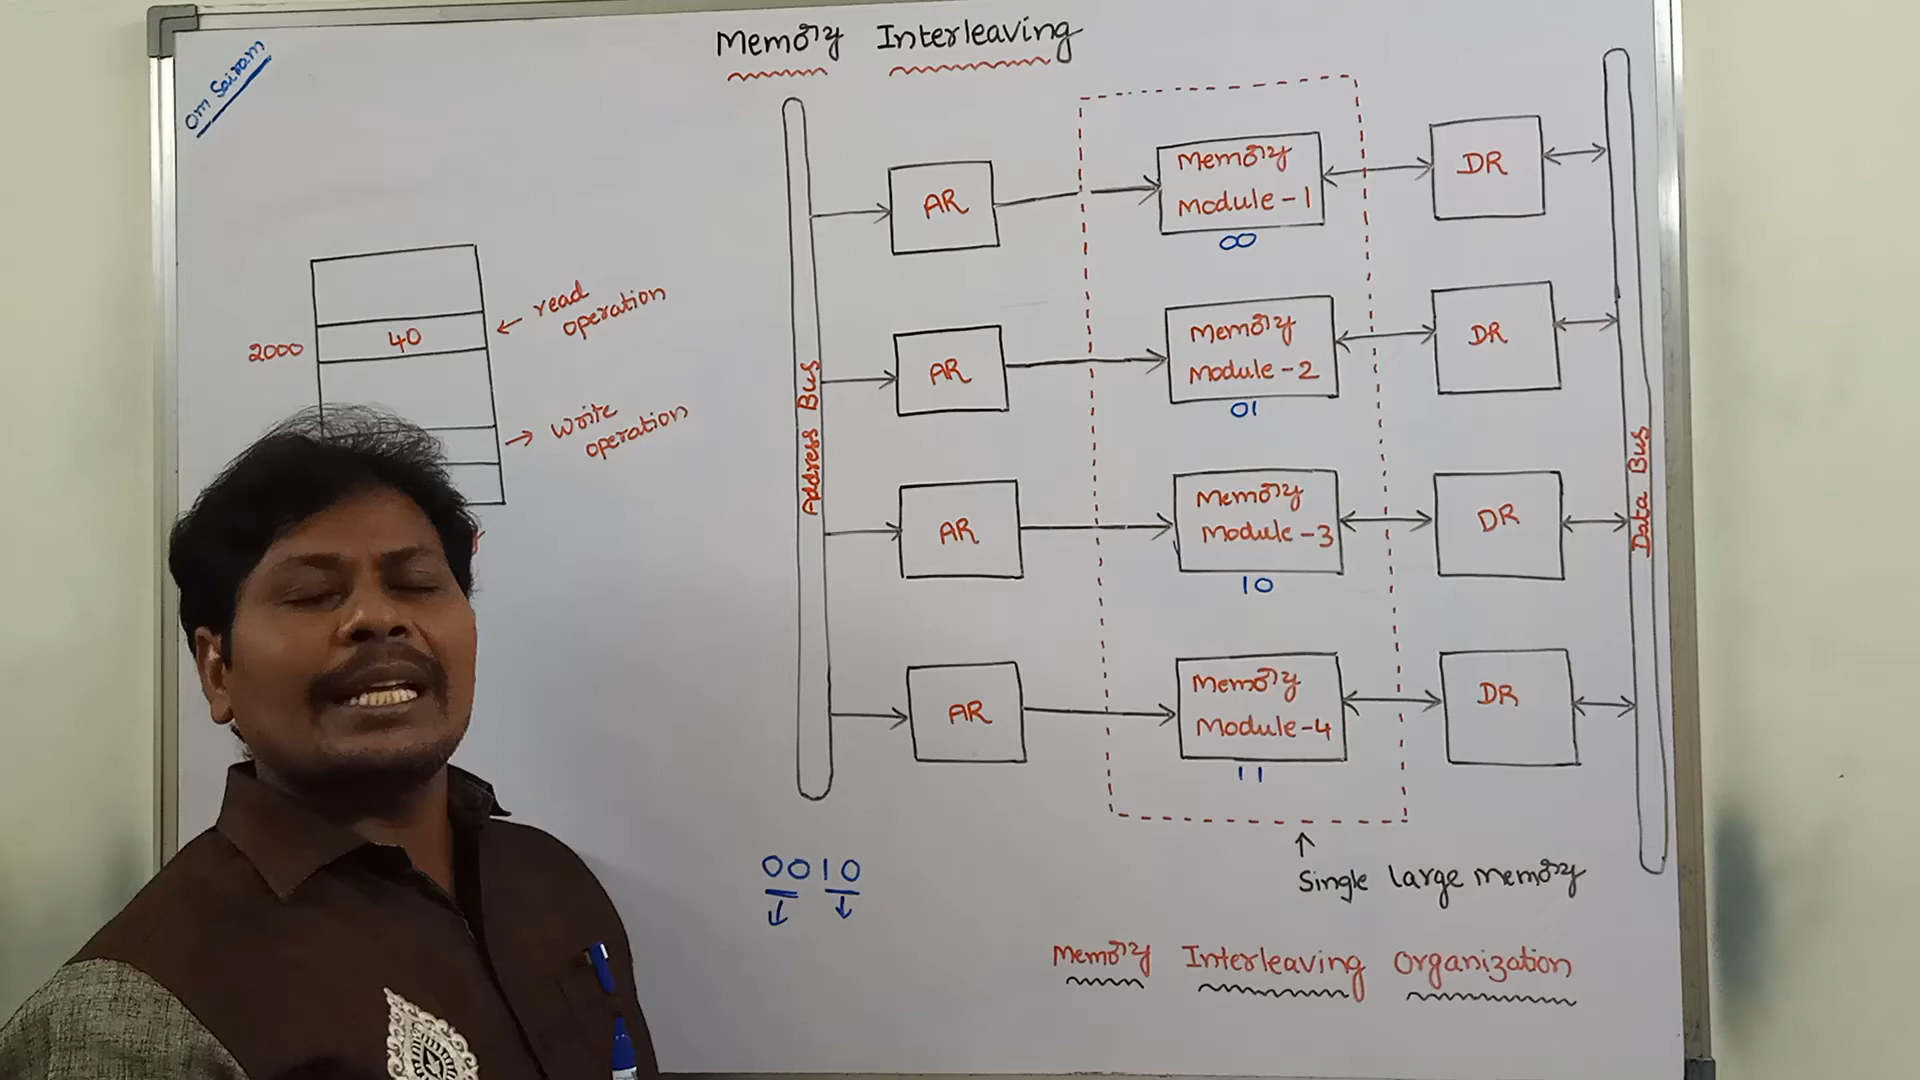 Om Sairam
Memory Interleaving
2000
40
← read
operation
→ write
operation
Address Bus
AR
Memory
Module-1
00
DR
AR
Memory
Module-2
01
DR
AR
Memory
Module-3
10
DR
AR
Memory
Module-4
11
DR
Data Bus
0010
Single large memory
Memory Interleaving Organization